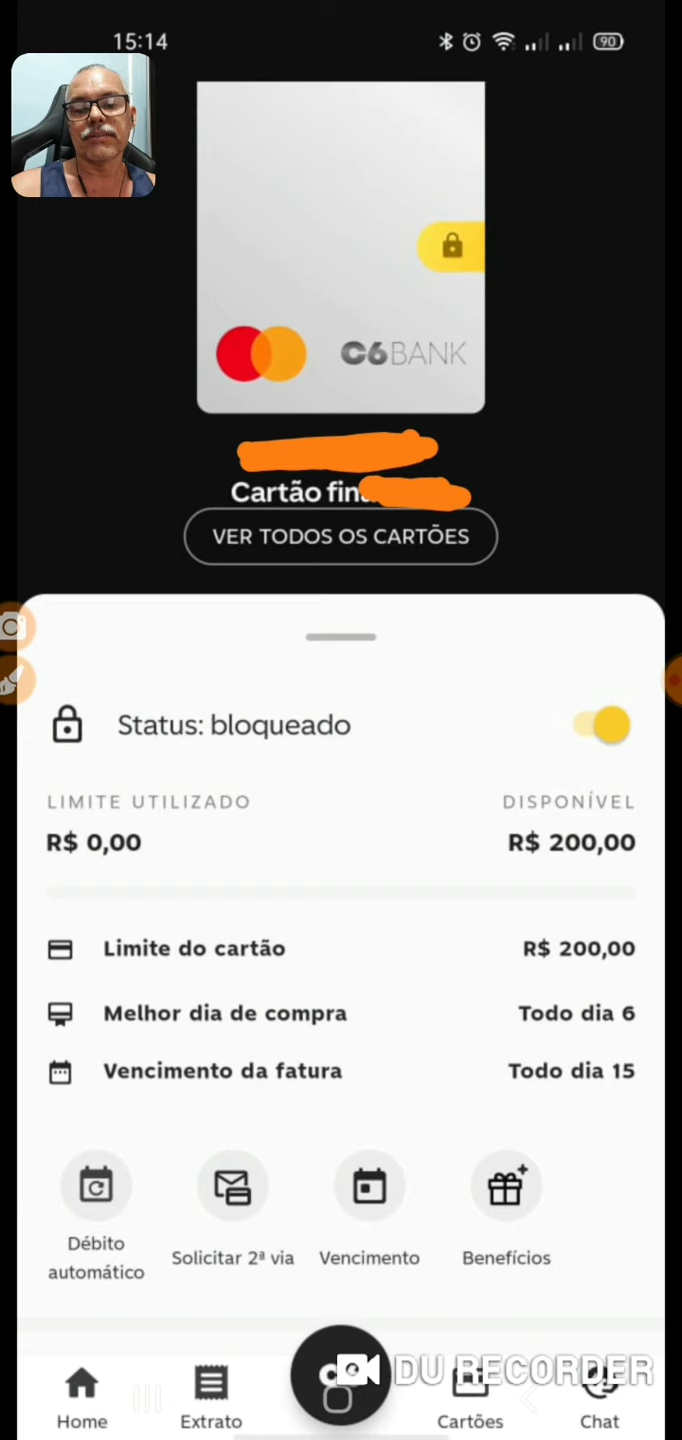 15:14
90
C6BANK
Cartão fin
VER TODOS OS CARTÕES
Status: bloqueado
LIMITE UTILIZADO
DISPONÍVEL
R$ 0,00
R$ 200,00
Limite do cartão
R$ 200,00
Melhor dia de compra
Todo dia 6
Vencimento da fatura
Todo dia 15
Débito automático
Solicitar 2ª via
Vencimento
Benefícios
DU RECORDER
Home
Extrato
Cartões
Chat